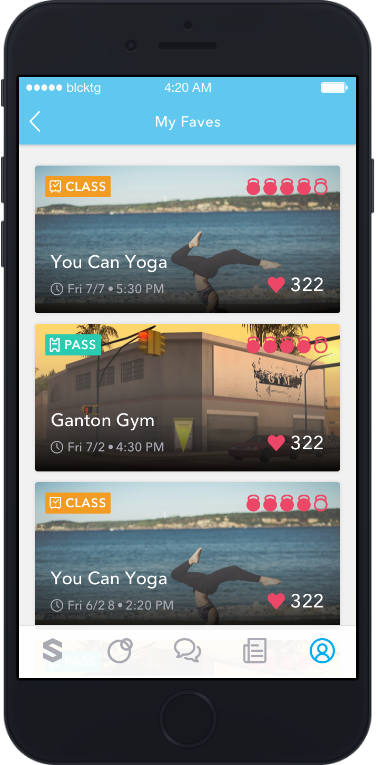 blcktg 4:20 AM
My Faves
CLASS
You Can Yoga
Fri 7/7 • 5:30 PM
322
PASS
GYM
Ganton Gym
Fri 7/2 • 4:30 PM
322
CLASS
You Can Yoga
Fri 6/28 • 2:20 PM
322
PASS
S